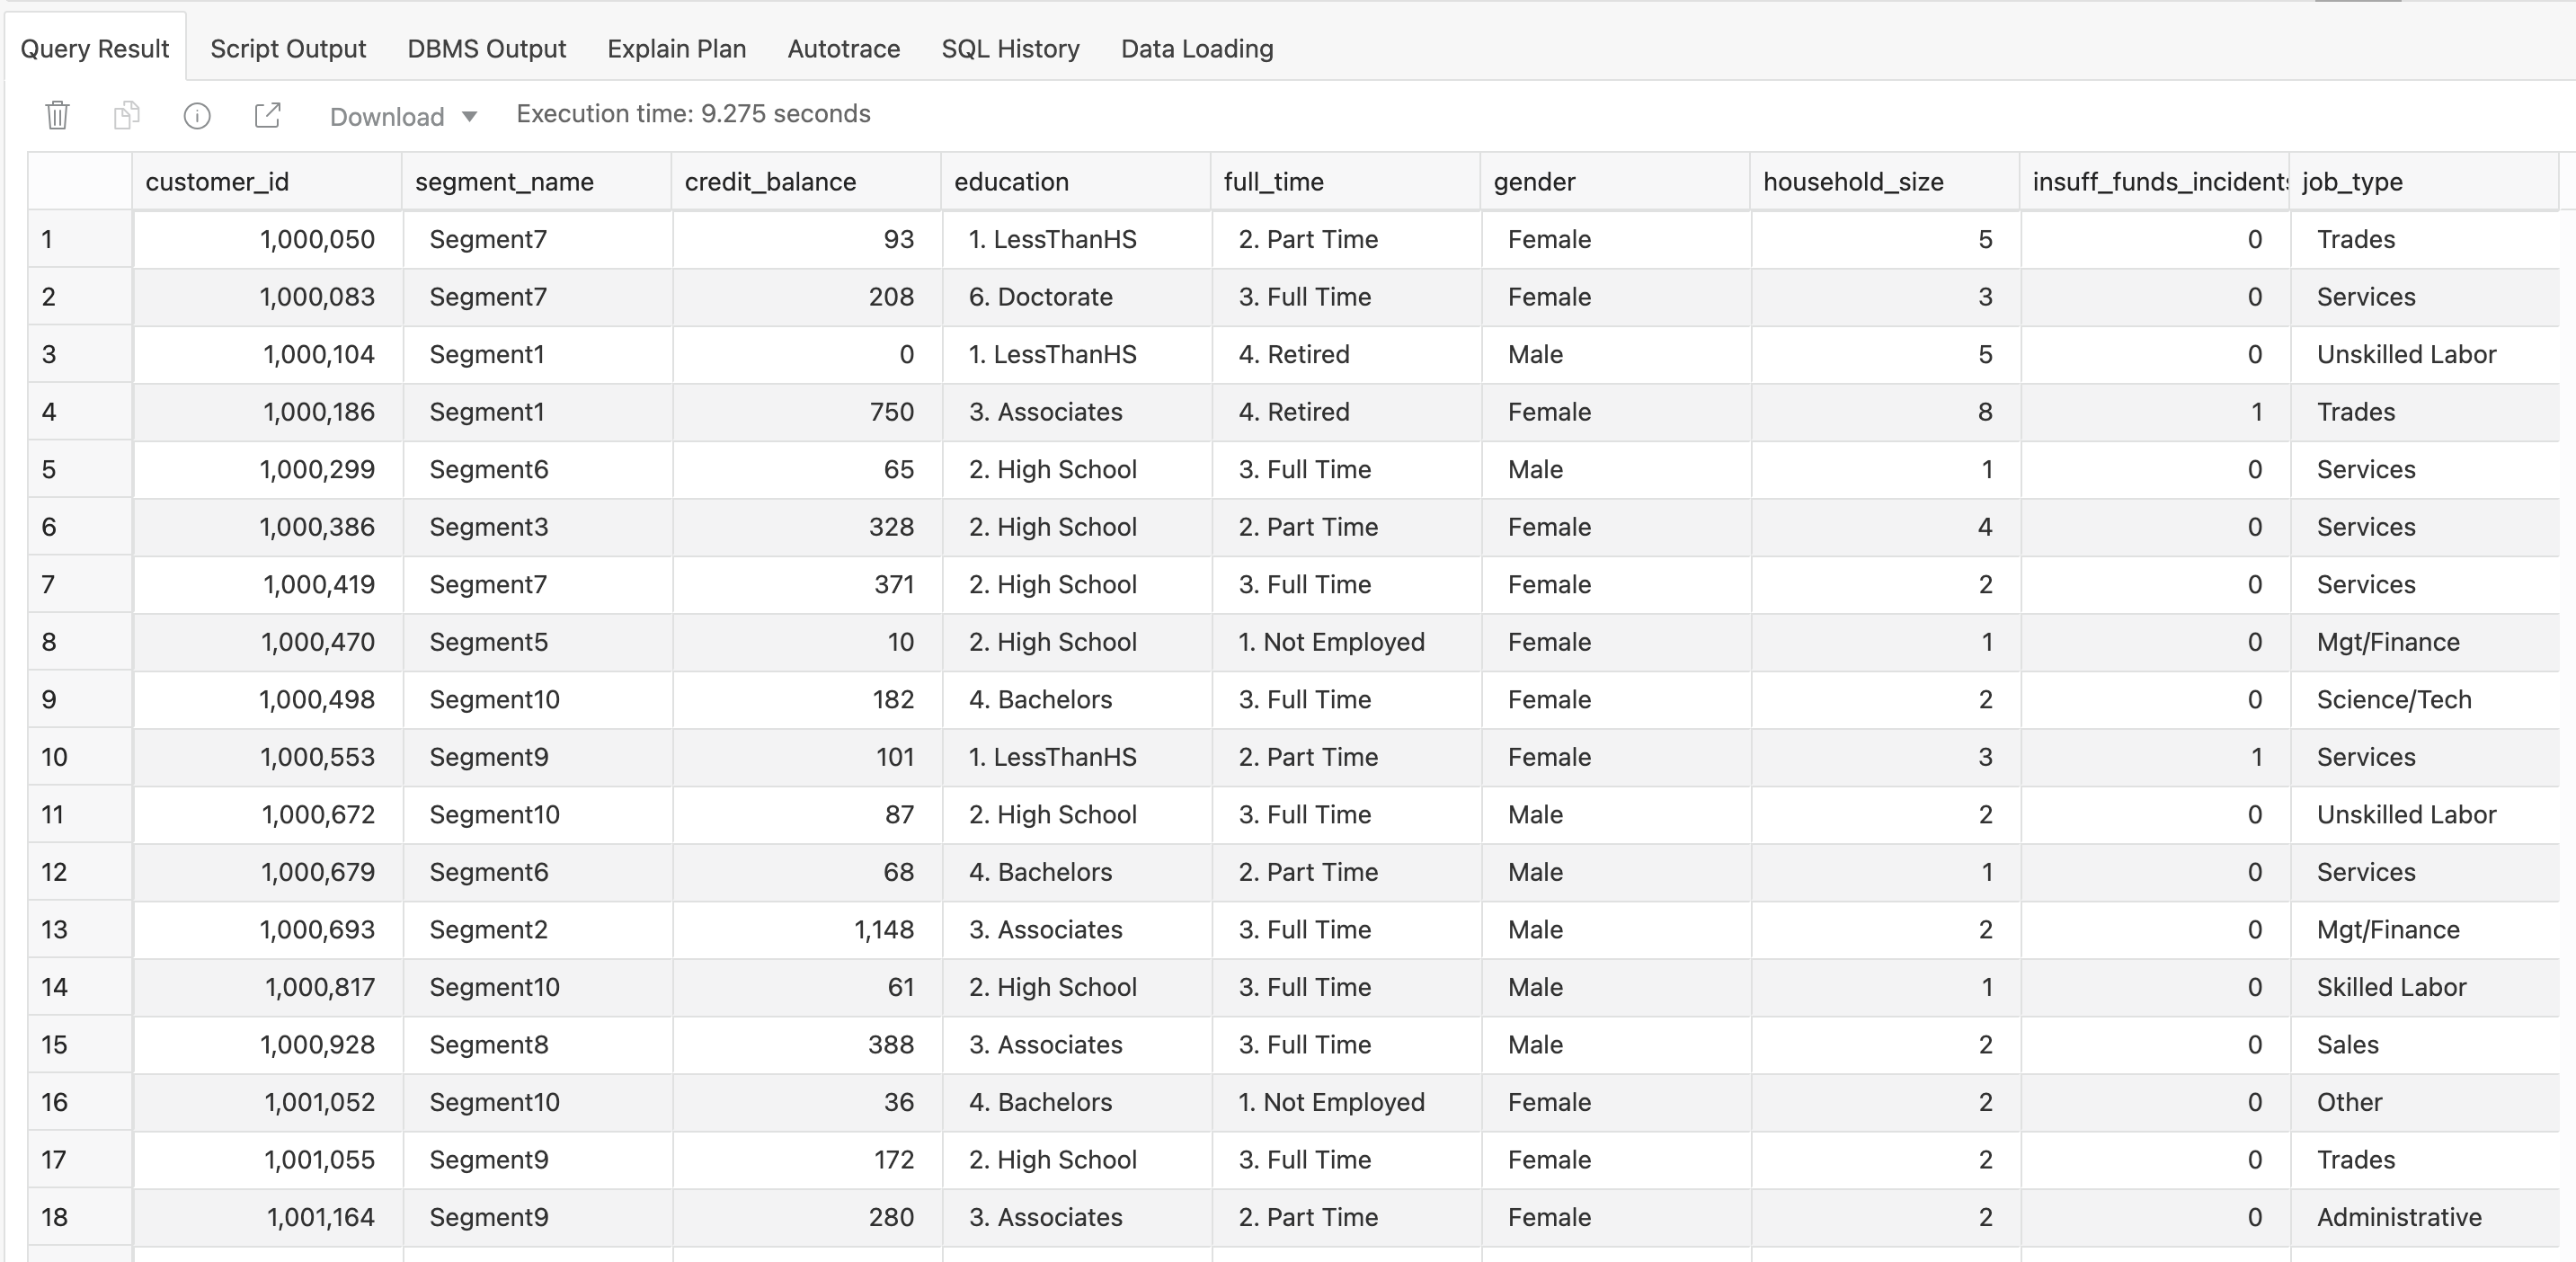 Query Result Script Output DBMS Output Explain Plan Autotrace SQL History Data Loading
Download Execution time: 9.275 seconds
customer_id segment_name credit_balance education full_time gender household_size insuff_funds_incidents job_type
1 1,000,050 Segment7 93 1. LessThanHS 2. Part Time Female 5 0 Trades
2 1,000,083 Segment7 208 6. Doctorate 3. Full Time Female 3 0 Services
3 1,000,104 Segment1 0 1. LessThanHS 4. Retired Male 5 0 Unskilled Labor
4 1,000,186 Segment1 750 3. Associates 4. Retired Female 8 1 Trades
5 1,000,299 Segment6 65 2. High School 3. Full Time Male 1 0 Services
6 1,000,386 Segment3 328 2. High School 2. Part Time Female 4 0 Services
7 1,000,419 Segment7 371 2. High School 3. Full Time Female 2 0 Services
8 1,000,470 Segment5 10 2. High School 1. Not Employed Female 1 0 Mgt/Finance
9 1,000,498 Segment10 182 4. Bachelors 3. Full Time Female 2 0 Science/Tech
10 1,000,553 Segment9 101 1. LessThanHS 2. Part Time Female 3 1 Services
11 1,000,672 Segment10 87 2. High School 3. Full Time Male 2 0 Unskilled Labor
12 1,000,679 Segment6 68 4. Bachelors 2. Part Time Male 1 0 Services
13 1,000,693 Segment2 1,148 3. Associates 3. Full Time Male 2 0 Mgt/Finance
14 1,000,817 Segment10 61 2. High School 3. Full Time Male 1 0 Skilled Labor
15 1,000,928 Segment8 388 3. Associates 3. Full Time Male 2 0 Sales
16 1,001,052 Segment10 36 4. Bachelors 1. Not Employed Female 2 0 Other
17 1,001,055 Segment9 172 2. High School 3. Full Time Female 2 0 Trades
18 1,001,164 Segment9 280 3. Associates 2. Part Time Female 2 0 Administrative